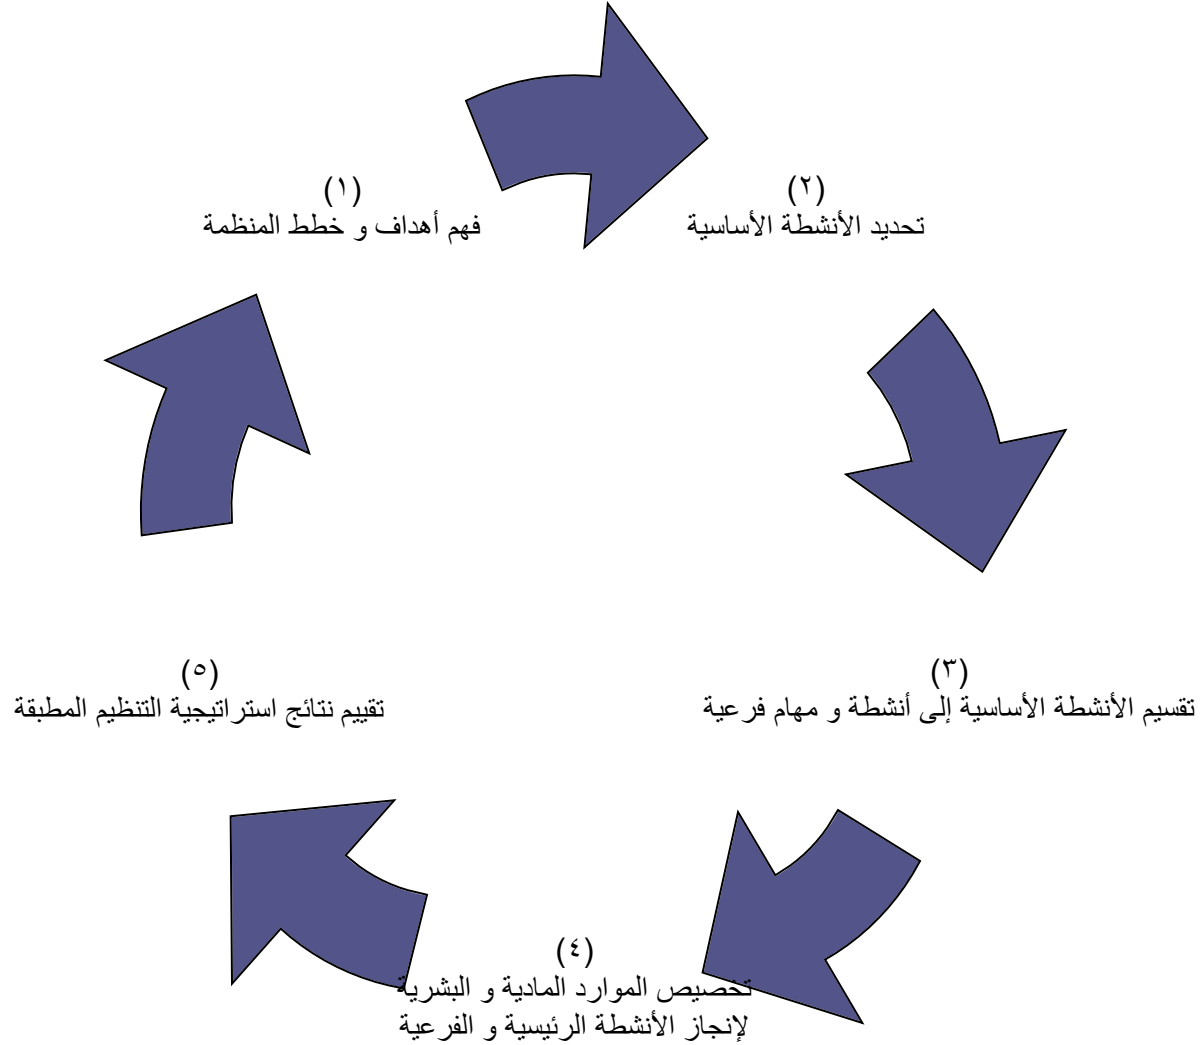 (١)
فهم أهداف و خطط المنظمة
(٢)
تحديد الأنشطة الأساسية
(٣)
تقسيم الأنشطة الأساسية إلى أنشطة و مهام فرعية
(٤)
تخصيص الموارد المادية و البشرية
لإنجاز الأنشطة الرئيسية و الفرعية
(٥)
تقييم نتائج استراتيجية التنظيم المطبقة